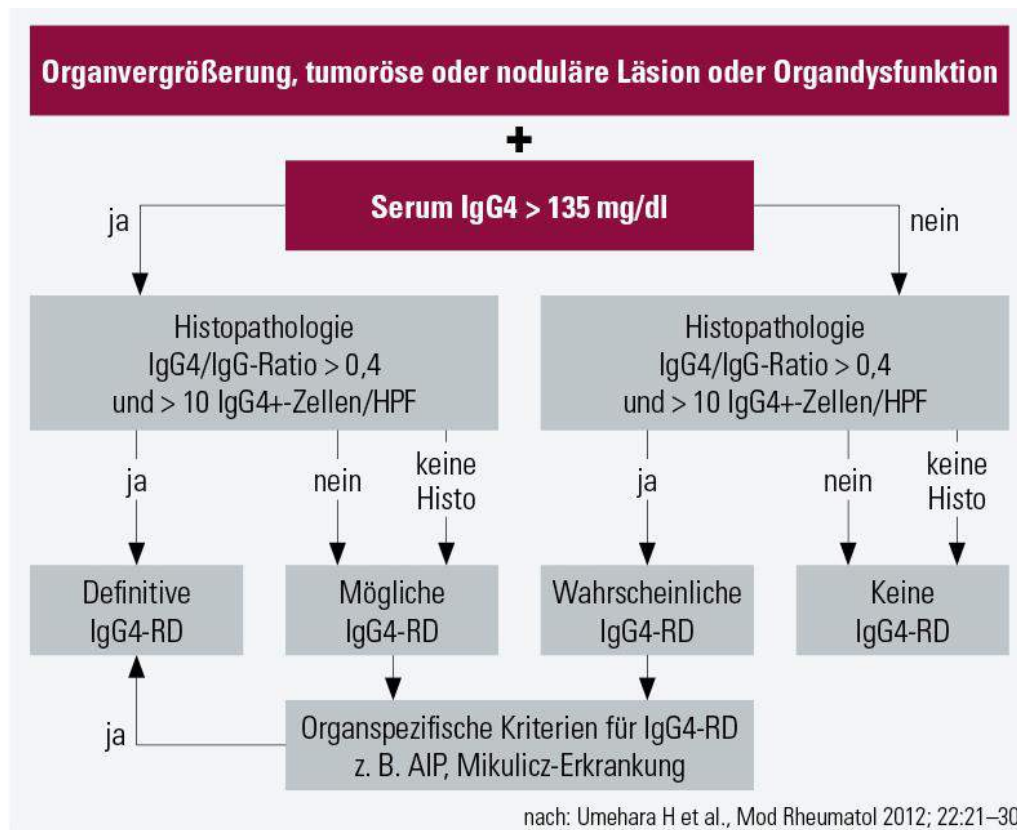 Organvergrößerung, tumoröse oder noduläre Läsion oder Organdysfunktion
+
Serum IgG4 > 135 mg/dl
ja
nein
Histopathologie
IgG4/IgG-Ratio > 0,4
und > 10 IgG4+-Zellen/HPF
Histopathologie
IgG4/IgG-Ratio > 0,4
und > 10 IgG4+-Zellen/HPF
ja
nein
keine
Histo
ja
nein
keine
Histo
Definitive
IgG4-RD
Mögliche
IgG4-RD
Wahrscheinliche
IgG4-RD
Keine
IgG4-RD
ja
Organspezifische Kriterien für IgG4-RD
z. B. AIP, Mikulicz-Erkrankung
nach: Umehara H et al., Mod Rheumatol 2012; 22:21–30